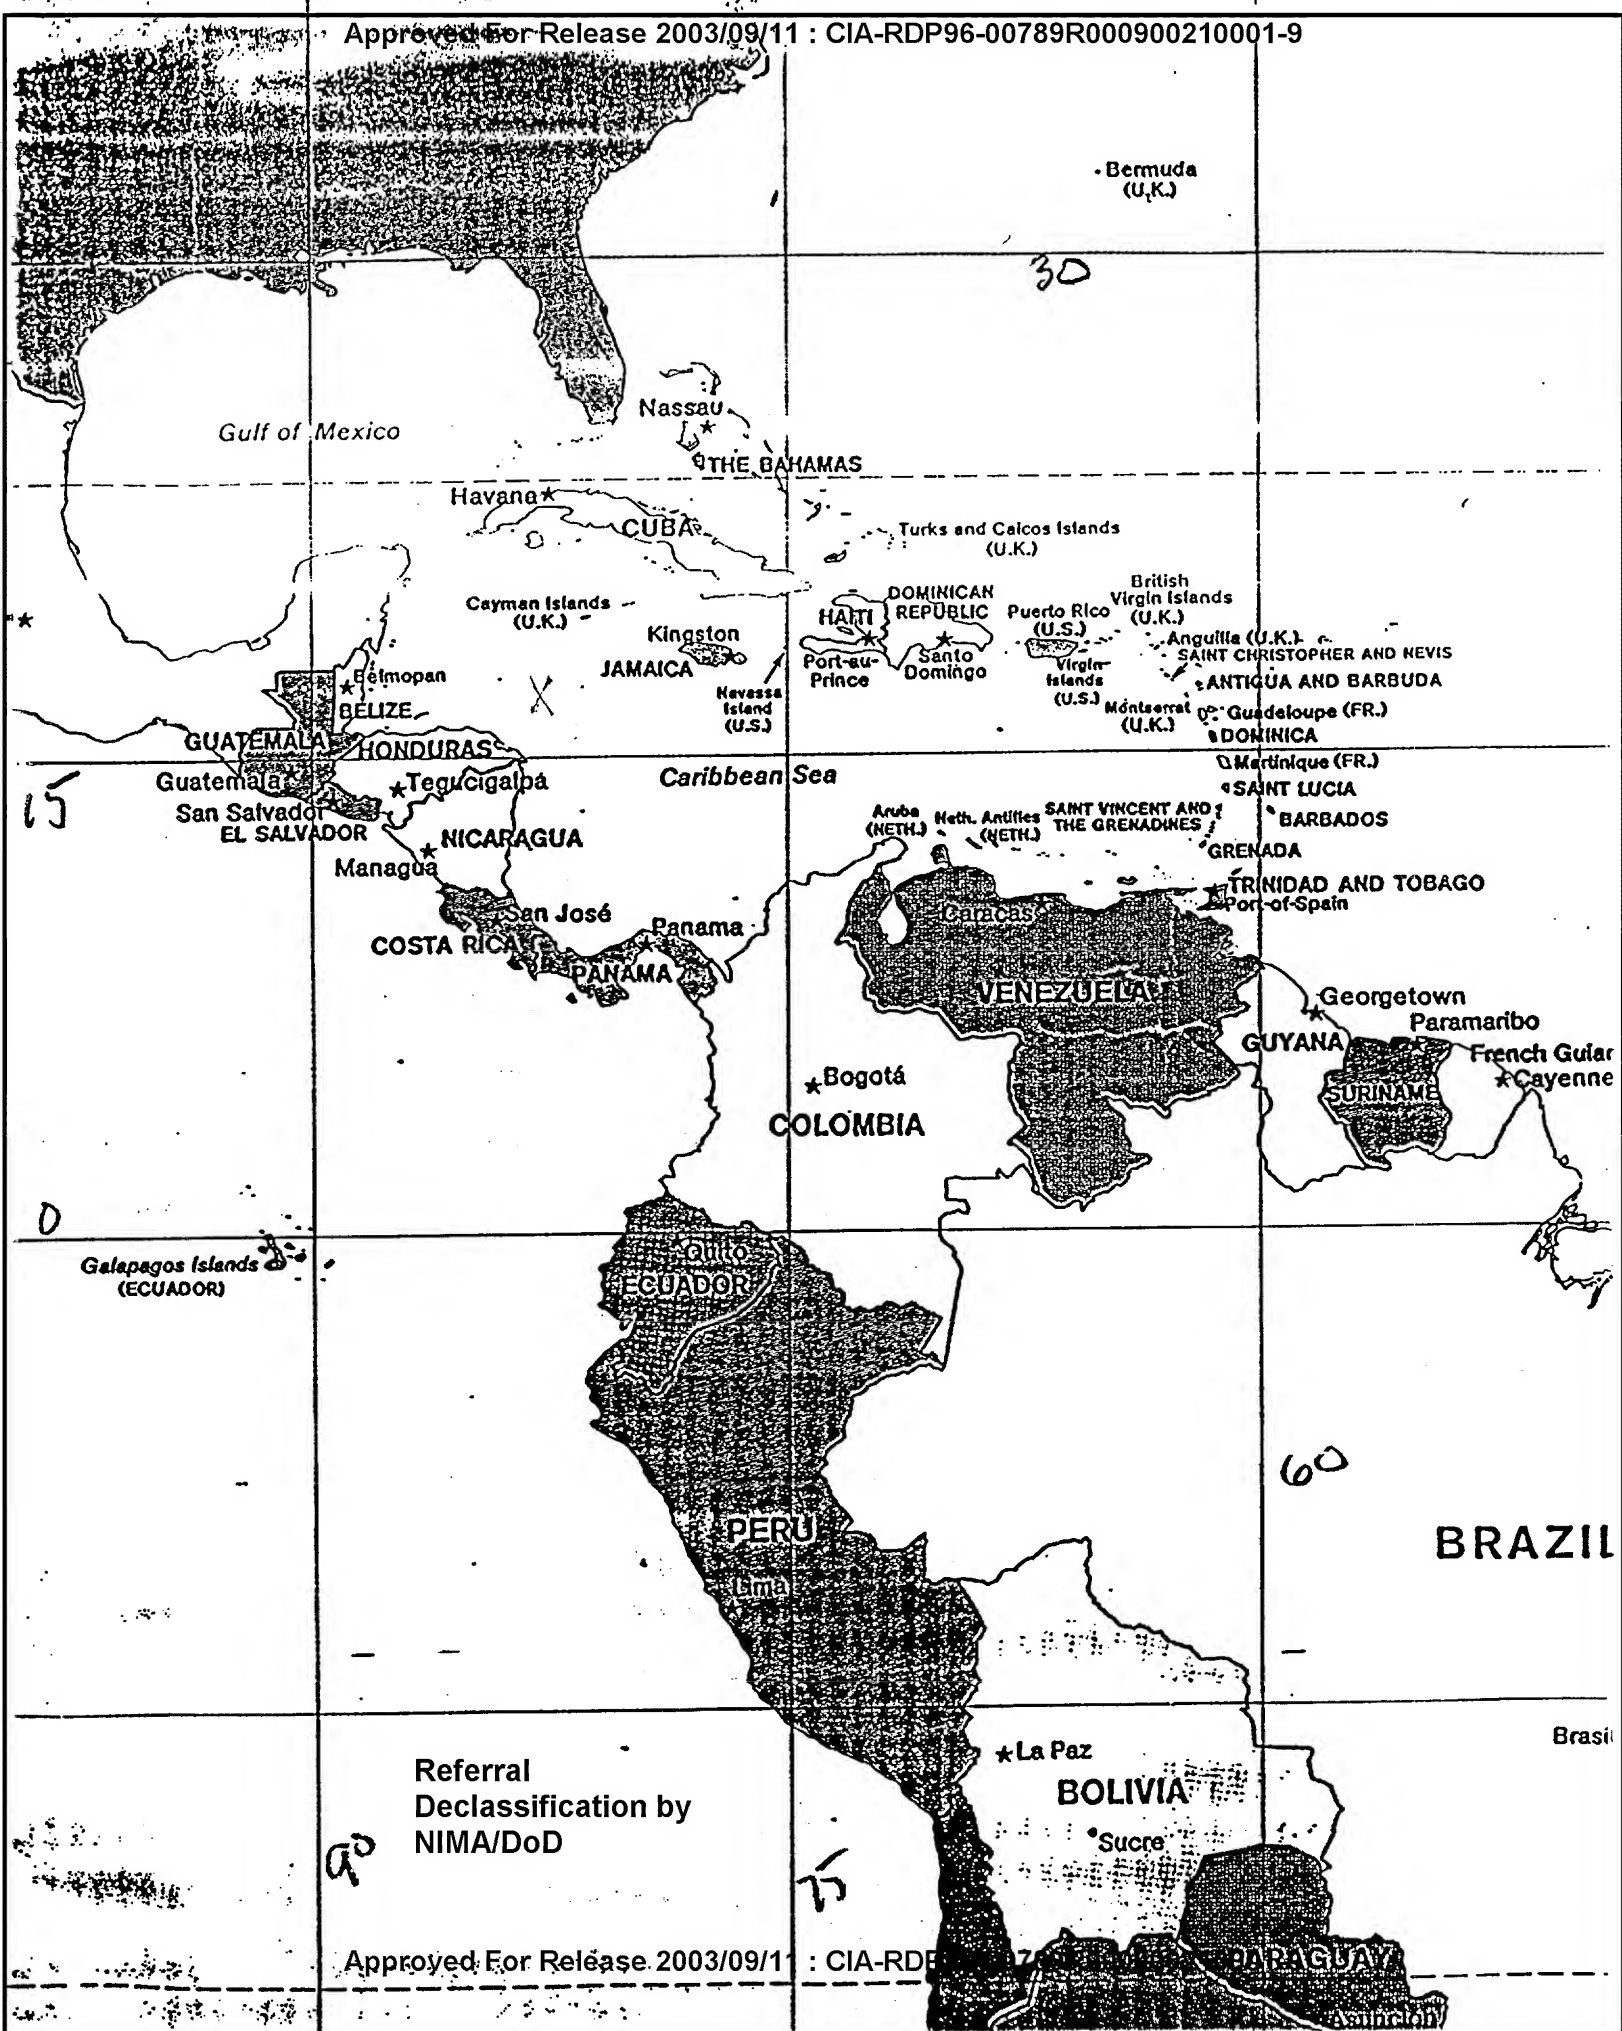 Approved For Release 2003/09/11 : CIA-RDP96-00789R000900210001-9
Bermuda
(U.K.)
30
Nassau
Gulf of Mexico
THE BAHAMAS
Havana
CUBA
Turks and Caicos Islands
(U.K.)
Cayman Islands
(U.K.)
HAITI
DOMINICAN
REPUBLIC
Puerto Rico
(U.S.)
British
Virgin Islands
(U.K.)
Kingston
JAMAICA
Port-au-
Prince
Santo
Domingo
Virgin
Islands
(U.S.)
Anguilla (U.K.)
SAINT CHRISTOPHER AND NEVIS
Navassa
Island
(U.S.)
Montserrat
(U.K.)
ANTIGUA AND BARBUDA
Guadeloupe (FR.)
DOMINICA
Belmopan
BELIZE
X
GUATEMALA
HONDURAS
Guatemala
Tegucigalpa
15
Caribbean Sea
Martinique (FR.)
SAINT LUCIA
San Salvador
EL SALVADOR
NICARAGUA
Managua
Aruba
(NETH.)
Neth. Antilles
(NETH.)
SAINT VINCENT AND
THE GRENADINES
BARBADOS
GRENADA
TRINIDAD AND TOBAGO
Port-of-Spain
San José
COSTA RICA
Panama
PANAMA
Caracas
VENEZUELA
Georgetown
Paramaribo
GUYANA
French Guiar
Cayenne
SURINAME
Bogotá
COLOMBIA
0
Galapagos Islands
(ECUADOR)
Quito
ECUADOR
60
PERU
BRAZIL
Lima
Brasil
La Paz
BOLIVIA
Sucre
Referral
Declassification by
NIMA/DoD
90
75
Approved For Release 2003/09/11 : CIA-RDP
PARAGUAY
Asunción